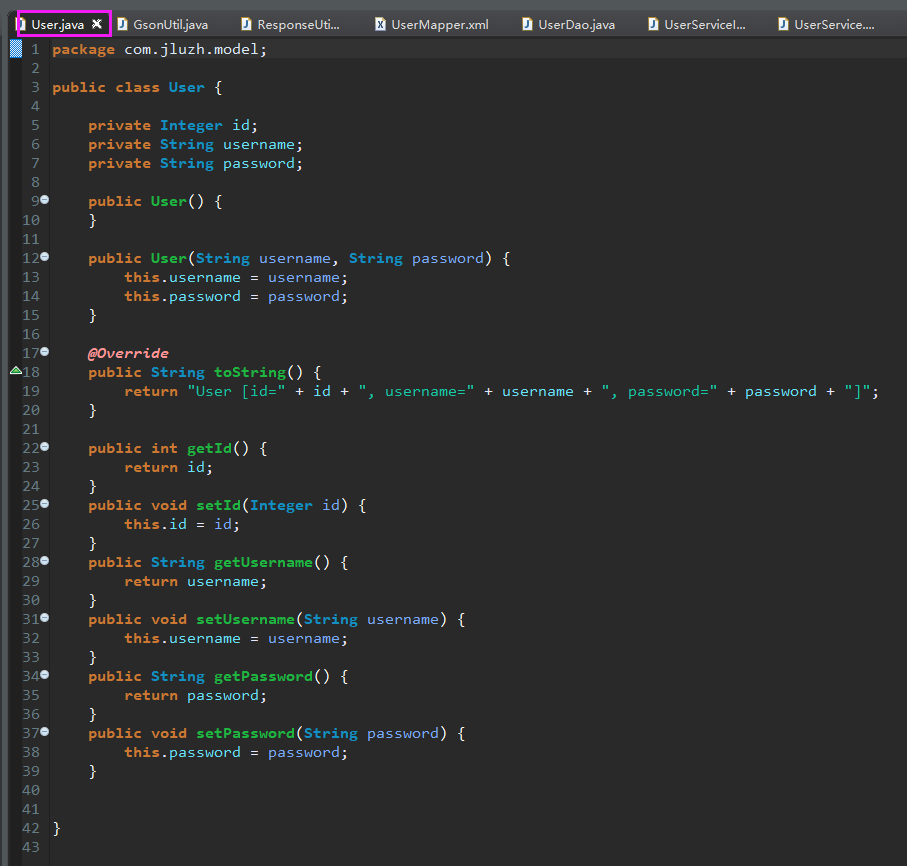 User.java GsonUtil.java ResponseUti... UserMapper.xml UserDao.java UserServiceI... UserService....
1 package com.jluzh.model;
2
3 public class User {
4
5 private Integer id;
6 private String username;
7 private String password;
8
9 public User() {
10 }
11
12 public User(String username, String password) {
13 this.username = username;
14 this.password = password;
15 }
16
17 @Override
18 public String toString() {
19 return "User [id=" + id + ", username=" + username + ", password=" + password + "]";
20 }
21
22 public int getId() {
23 return id;
24 }
25 public void setId(Integer id) {
26 this.id = id;
27 }
28 public String getUsername() {
29 return username;
30 }
31 public void setUsername(String username) {
32 this.username = username;
33 }
34 public String getPassword() {
35 return password;
36 }
37 public void setPassword(String password) {
38 this.password = password;
39 }
40
41
42 }
43